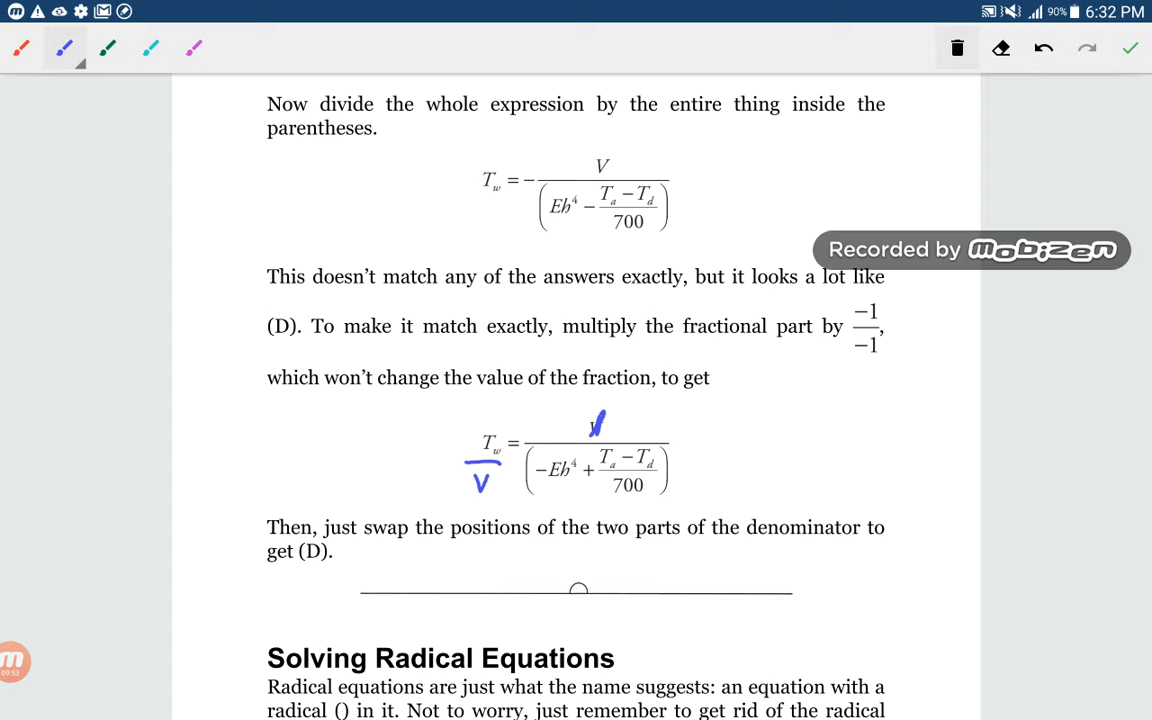 90% 6:32 PM
Now divide the whole expression by the entire thing inside the
parentheses.
T_w = − V / (Eh⁴ − (T_a − T_d)/700)
Recorded by mobizen
This doesn’t match any of the answers exactly, but it looks a lot like
(D). To make it match exactly, multiply the fractional part by −1/−1,
which won’t change the value of the fraction, to get
T_w = V / (−Eh⁴ + (T_a − T_d)/700)
V
Then, just swap the positions of the two parts of the denominator to
get (D).
09:53
Solving Radical Equations
Radical equations are just what the name suggests: an equation with a
radical () in it. Not to worry, just remember to get rid of the radical